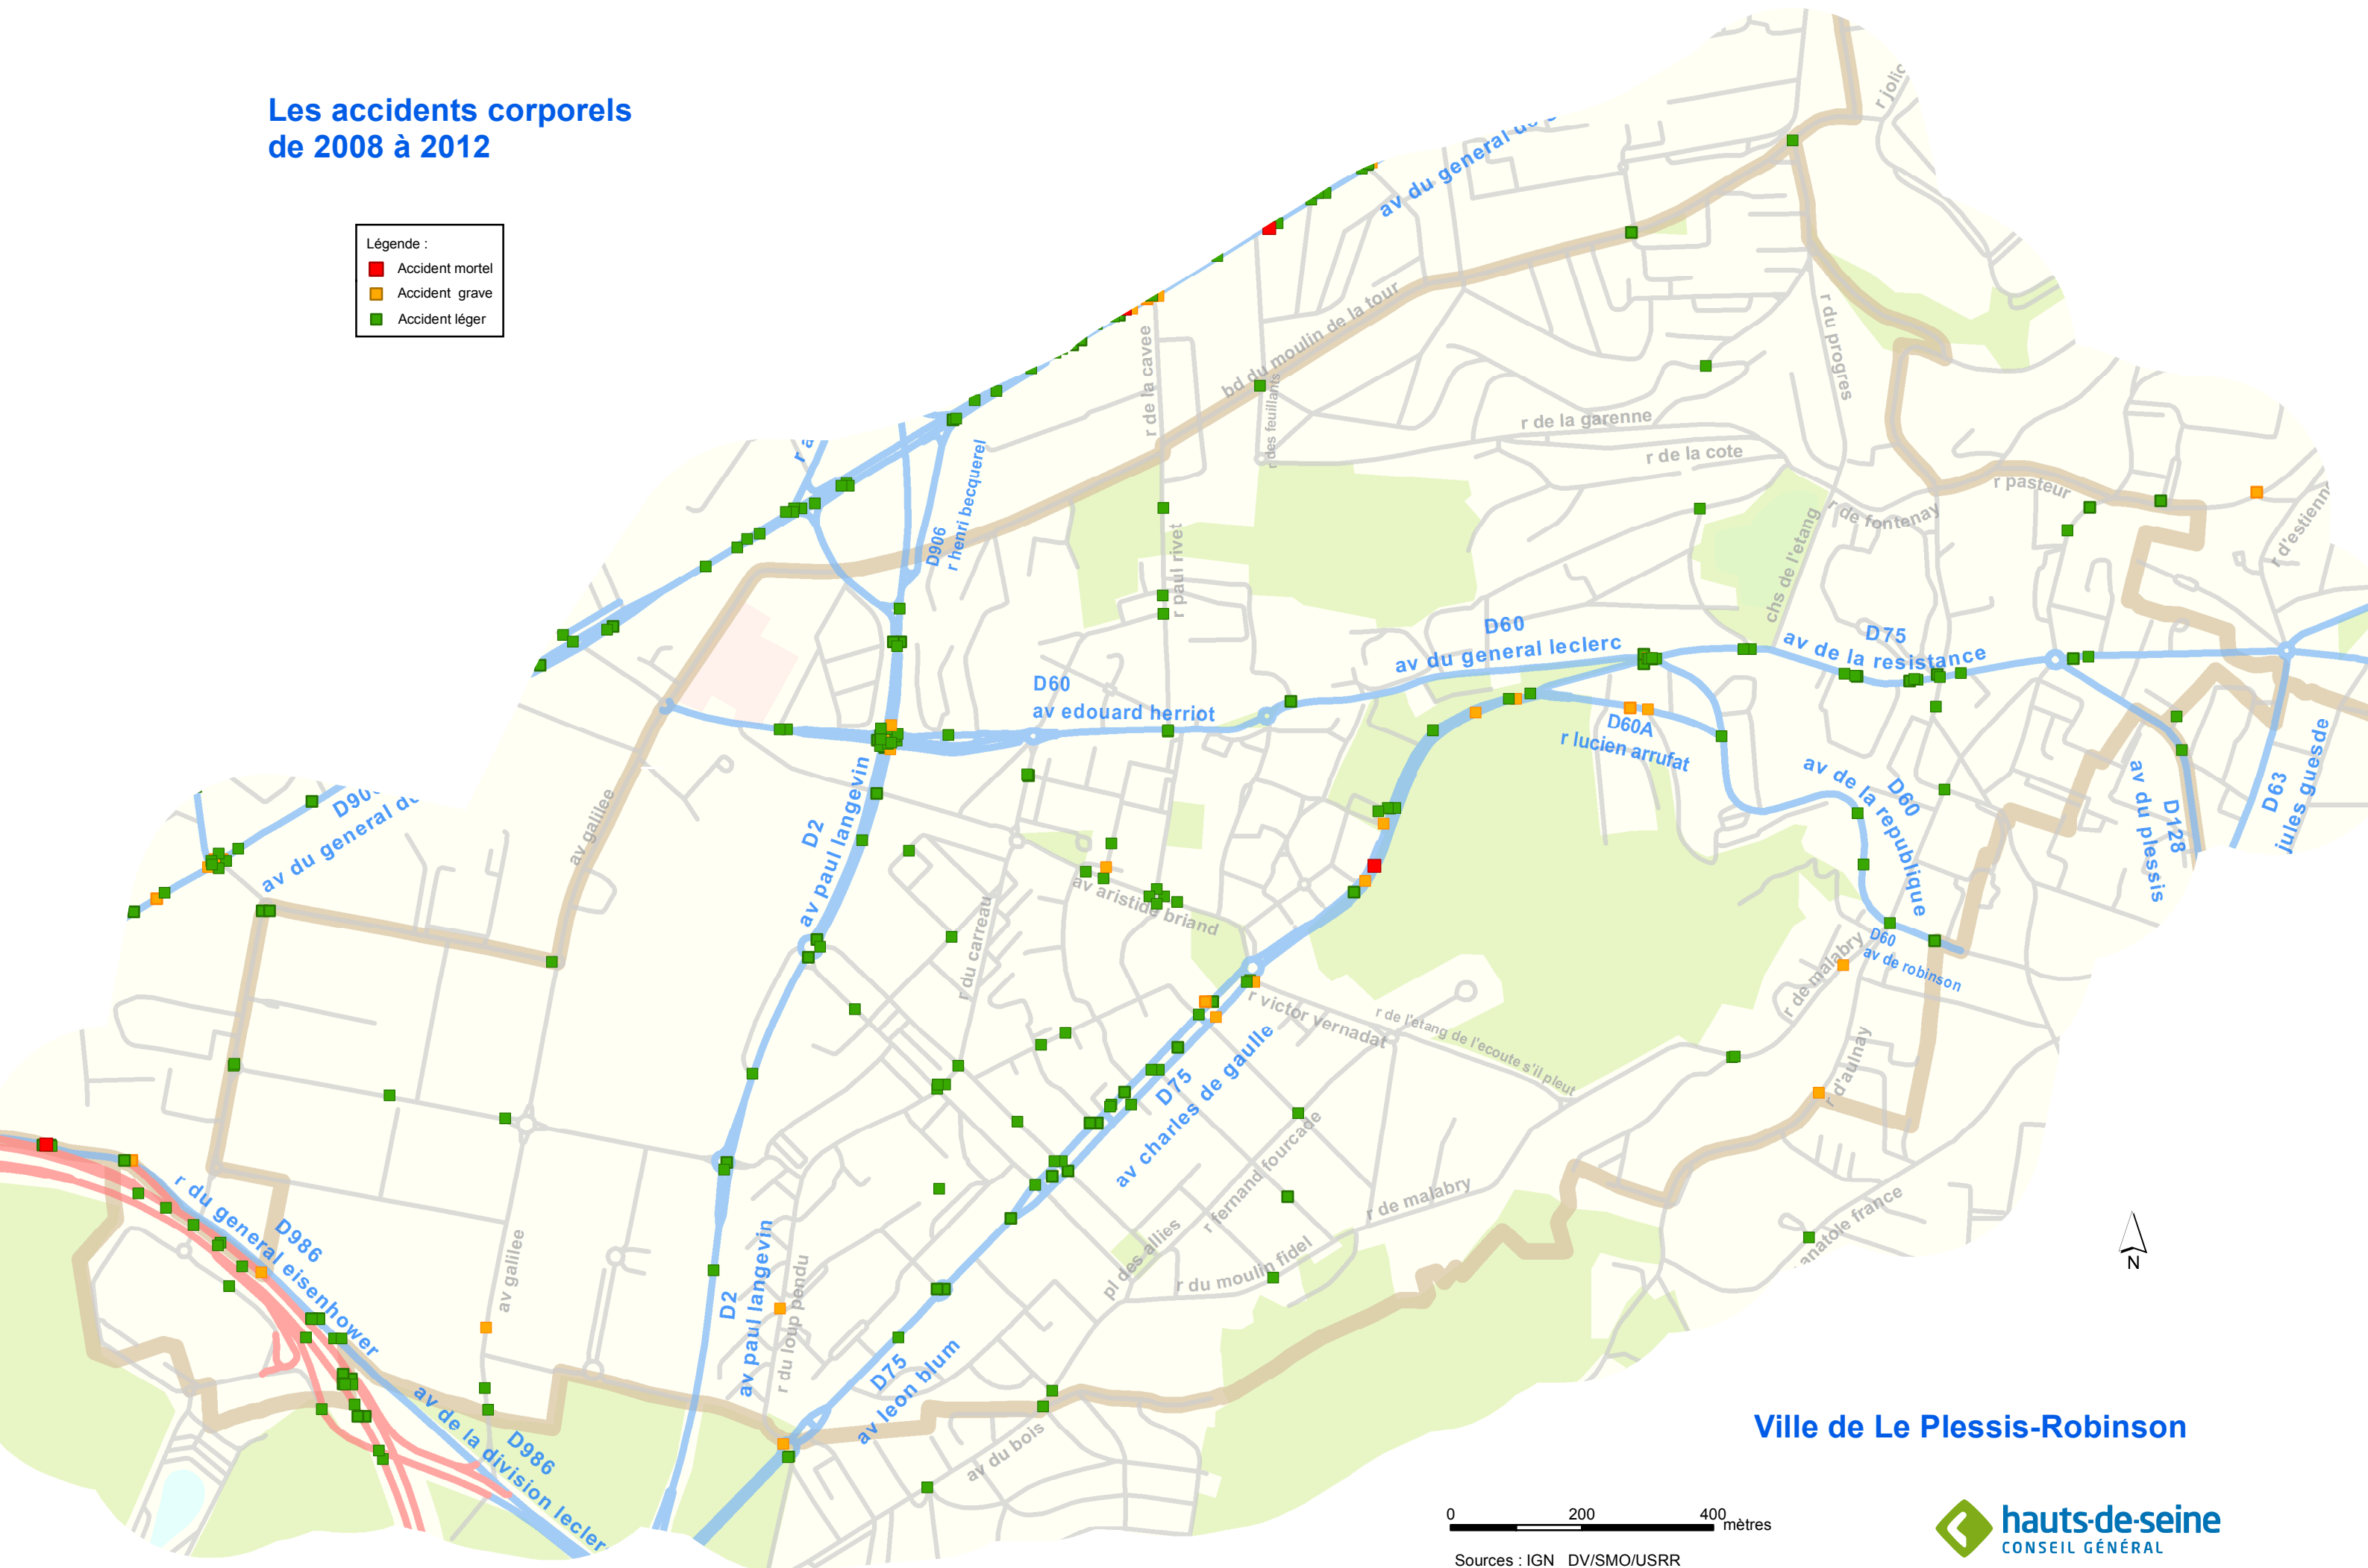 Les accidents corporels
de 2008 à 2012
Légende :
Accident mortel
Accident grave
Accident léger
av du general de
r jolic
bd du moulin de la tour
r de la cavee
r des feuillants
r du progres
r de la garenne
r de la cote
r pasteur
r d'estienn
r de fontenay
chs de l'etang
r a
D906
r henri becquerel
r paul rivet
D60
av du general leclerc
D75
av de la resistance
D60
av edouard herriot
D60A
r lucien arrufat
av de la republique
D60
av du plessis
D128
D63
jules guesde
D90
av du general de
av galilee
D2
av paul langevin
av aristide briand
r du carreau
D60
av de robinson
r de malabry
r victor vernadat
r de l'etang de l'ecoute s'il pleut
r d'aulnay
D75
av charles de gaulle
r fernand fourcade
r de malabry
pl des allies
r du moulin fidel
anatole france
r du general eisenhower
D986
av galilee
D2
av paul langevin
r du loup pendu
D75
av leon blum
av du bois
D986
av de la division lecler
N
Ville de Le Plessis-Robinson
0 200 400
mètres
Sources : IGN DV/SMO/USRR
hauts-de-seine
CONSEIL GÉNÉRAL